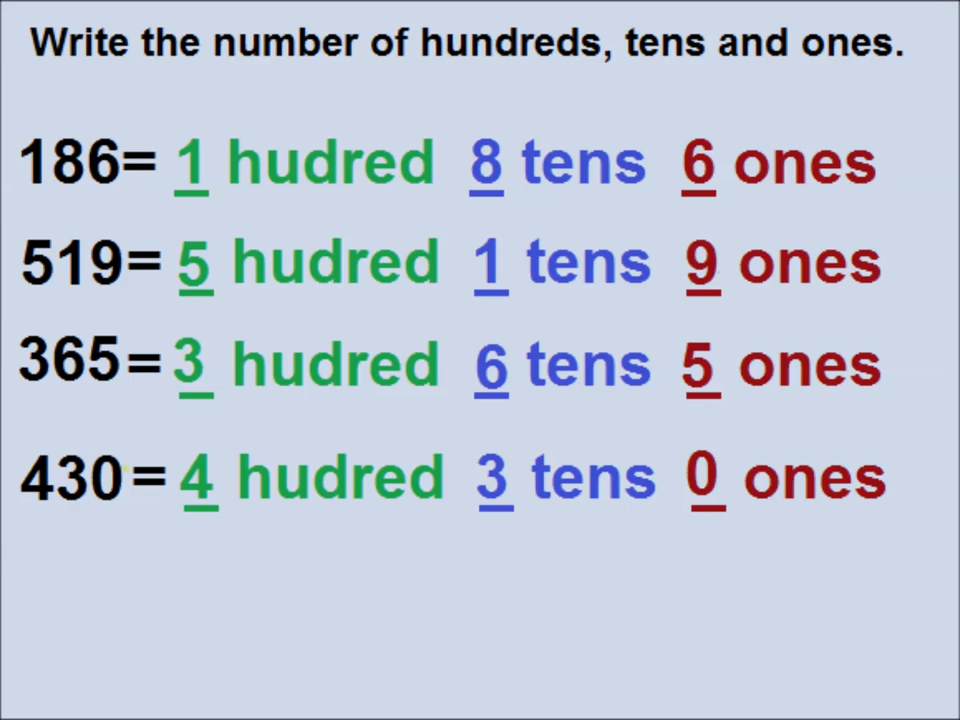 Write the number of hundreds, tens and ones.
186= 1 hudred 8 tens 6 ones
519= 5 hudred 1 tens 9 ones
365= 3 hudred 6 tens 5 ones
430= 4 hudred 3 tens 0 ones